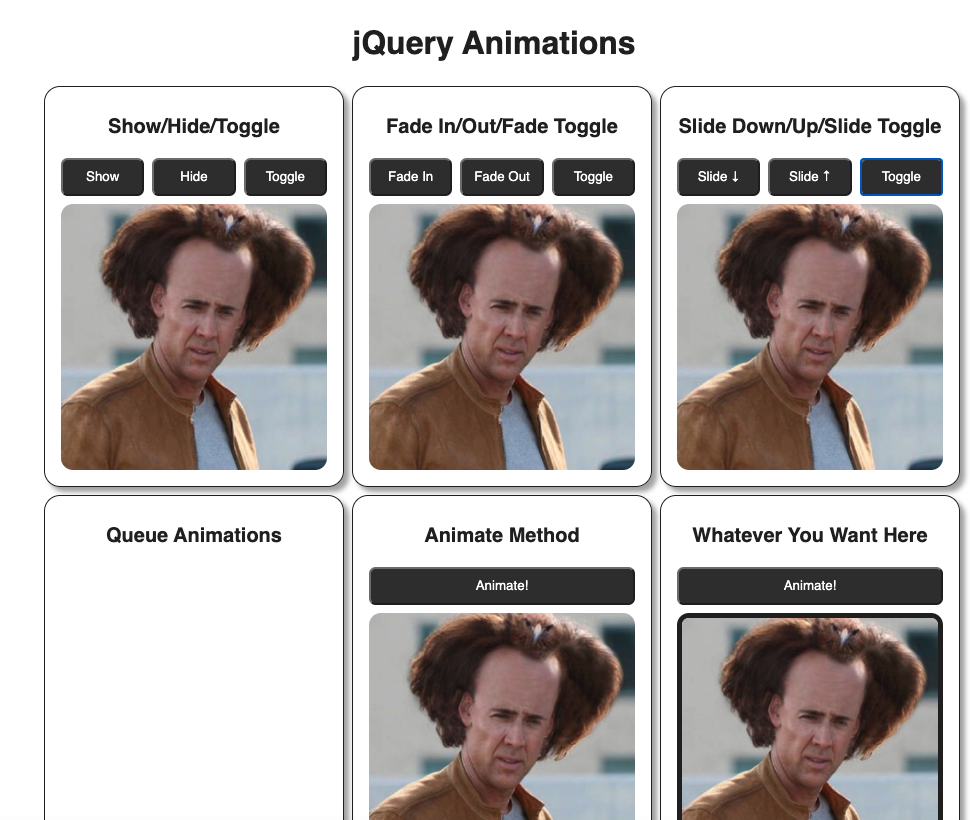 jQuery Animations
Show/Hide/Toggle
Show Hide Toggle
Fade In/Out/Fade Toggle
Fade In Fade Out Toggle
Slide Down/Up/Slide Toggle
Slide ↓ Slide ↑ Toggle
Queue Animations
Animate Method
Animate!
Whatever You Want Here
Animate!